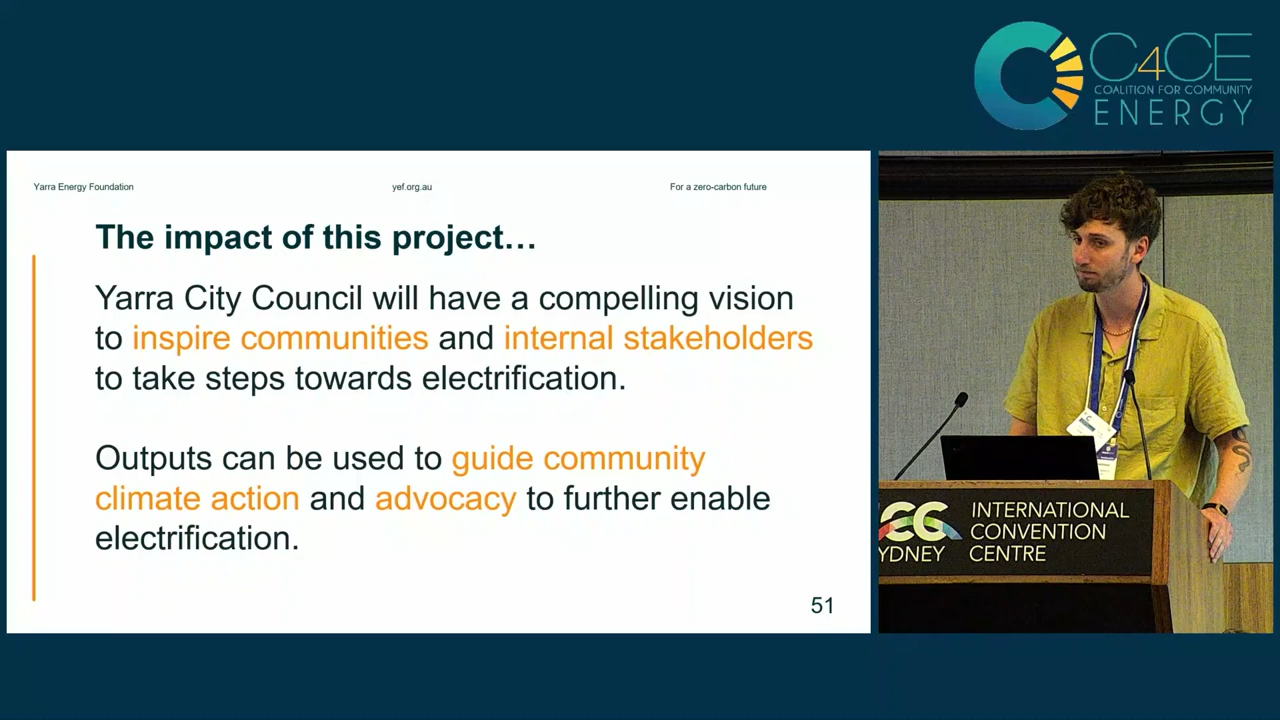 C4CE
COALITION FOR COMMUNITY
ENERGY
Yarra Energy Foundation
yef.org.au
For a zero-carbon future
The impact of this project…
Yarra City Council will have a compelling vision
to inspire communities and internal stakeholders
to take steps towards electrification.
Outputs can be used to guide community
climate action and advocacy to further enable
electrification.
51
ICC
SYDNEY
INTERNATIONAL
CONVENTION
CENTRE